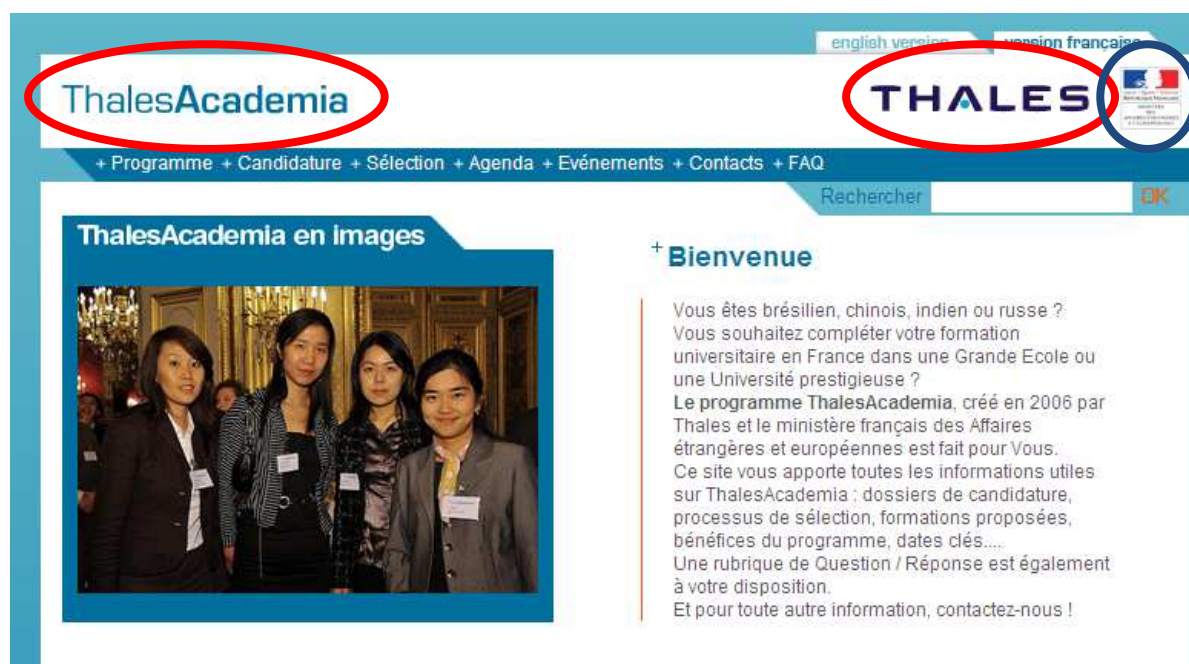 english version
version française
ThalesAcademia
THALES
+ Programme + Candidature + Sélection + Agenda + Evénements + Contacts + FAQ
Rechercher
OK
ThalesAcademia en images
+ Bienvenue
Vous êtes brésilien, chinois, indien ou russe ?
Vous souhaitez compléter votre formation
universitaire en France dans une Grande Ecole ou
une Université prestigieuse ?
Le programme ThalesAcademia, créé en 2006 par
Thales et le ministère français des Affaires
étrangères et européennes est fait pour Vous.
Ce site vous apporte toutes les informations utiles
sur ThalesAcademia : dossiers de candidature,
processus de sélection, formations proposées,
bénéfices du programme, dates clés....
Une rubrique de Question / Réponse est également
à votre disposition.
Et pour toute autre information, contactez-nous !